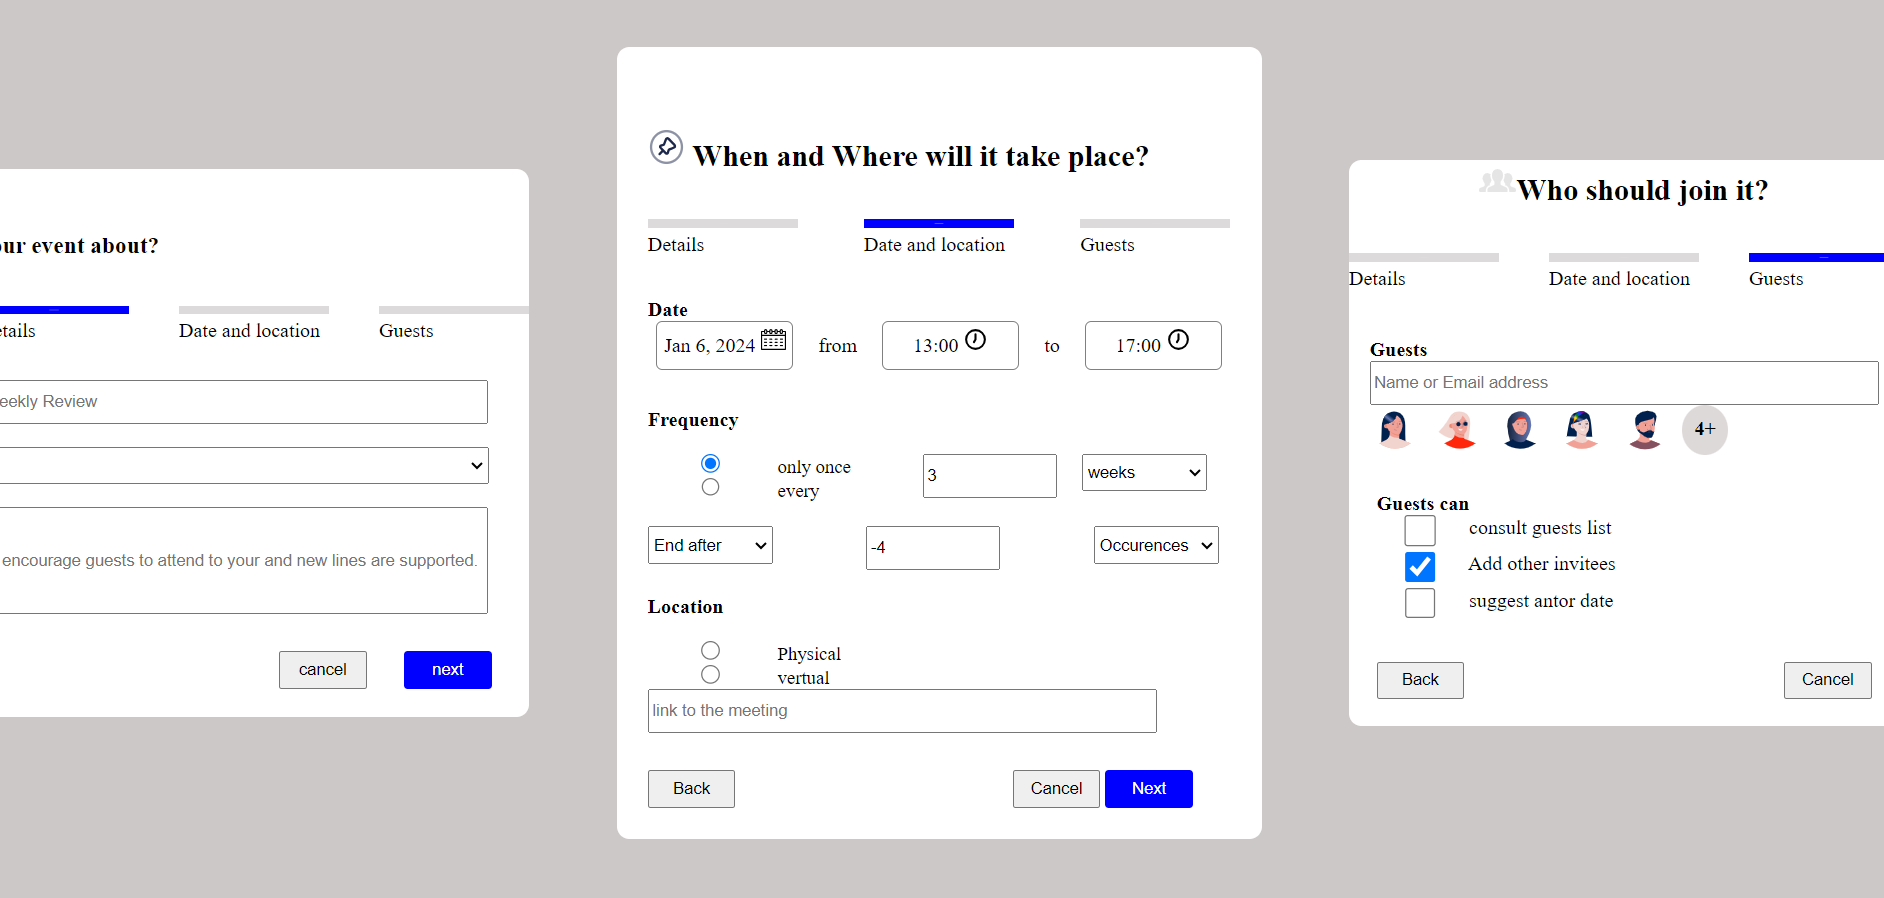 our event about?
etails
Date and location
Guests
eekly Review
encourage guests to attend to your and new lines are supported.
cancel
next
When and Where will it take place?
Details
Date and location
Guests
Date
Jan 6, 2024
from
13:00
to
17:00
Frequency
only once
every
3
weeks
End after
-4
Occurences
Location
Physical
vertual
link to the meeting
Back
Cancel
Next
Who should join it?
Details
Date and location
Guests
Guests
Name or Email address
4+
Guests can
consult guests list
Add other invitees
suggest antor date
Back
Cancel